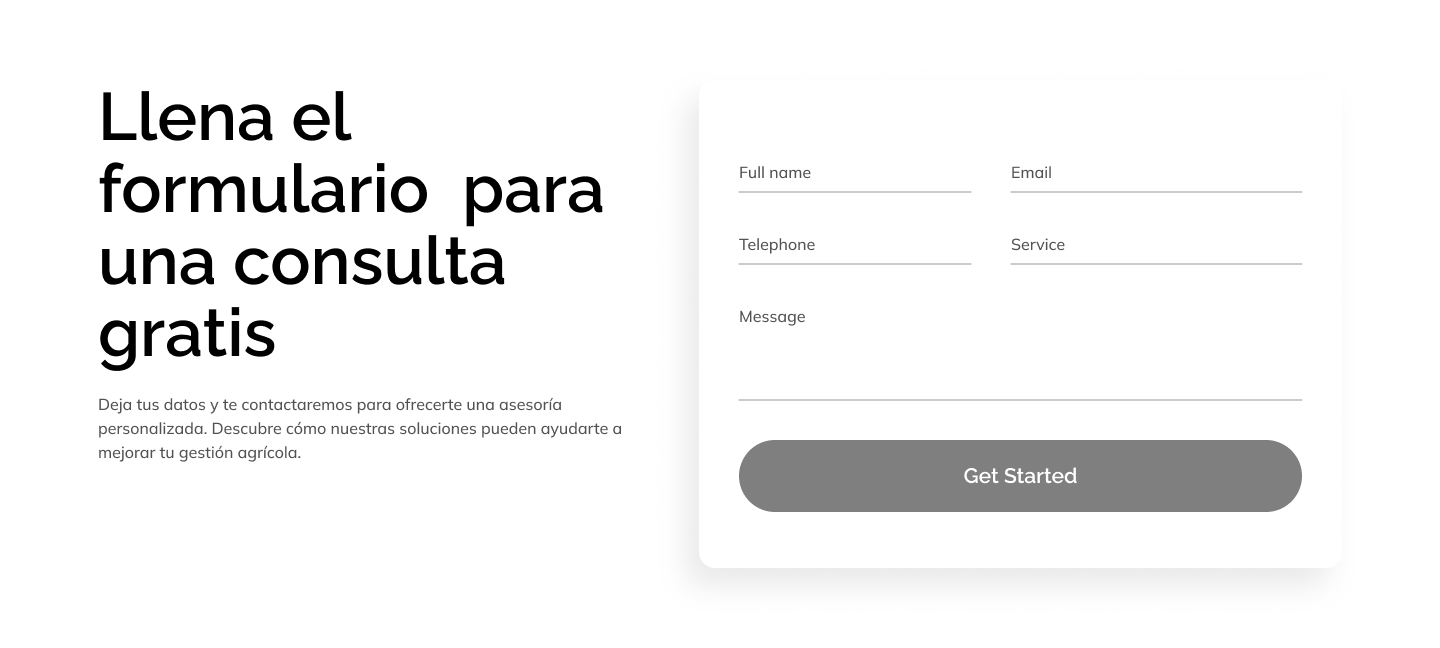 Llena el
formulario  para
una consulta
gratis
Deja tus datos y te contactaremos para ofrecerte una asesoría
personalizada. Descubre cómo nuestras soluciones pueden ayudarte a
mejorar tu gestión agrícola.
Full name
Email
Telephone
Service
Message
Get Started